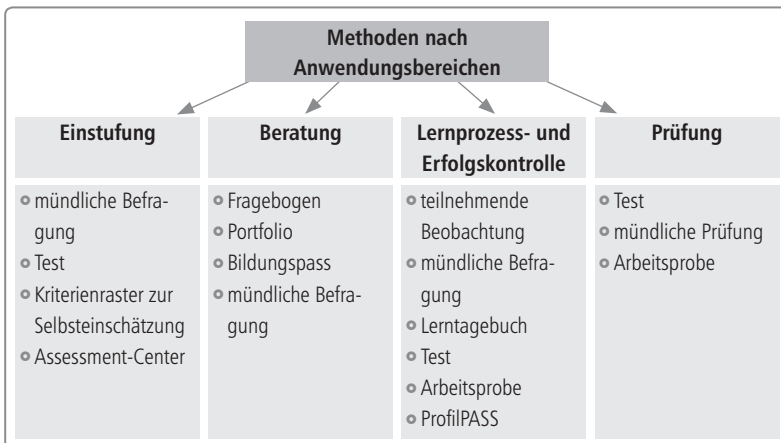 Methoden nach
Anwendungsbereichen
Einstufung
mündliche Befra-
gung
Test
Kriterienraster zur
Selbsteinschätzung
Assessment-Center
Beratung
Fragebogen
Portfolio
Bildungspass
mündliche Befra-
gung
Lernprozess- und
Erfolgskontrolle
teilnehmende
Beobachtung
mündliche Befra-
gung
Lerntagebuch
Test
Arbeitsprobe
ProfilPASS
Prüfung
Test
mündliche Prüfung
Arbeitsprobe